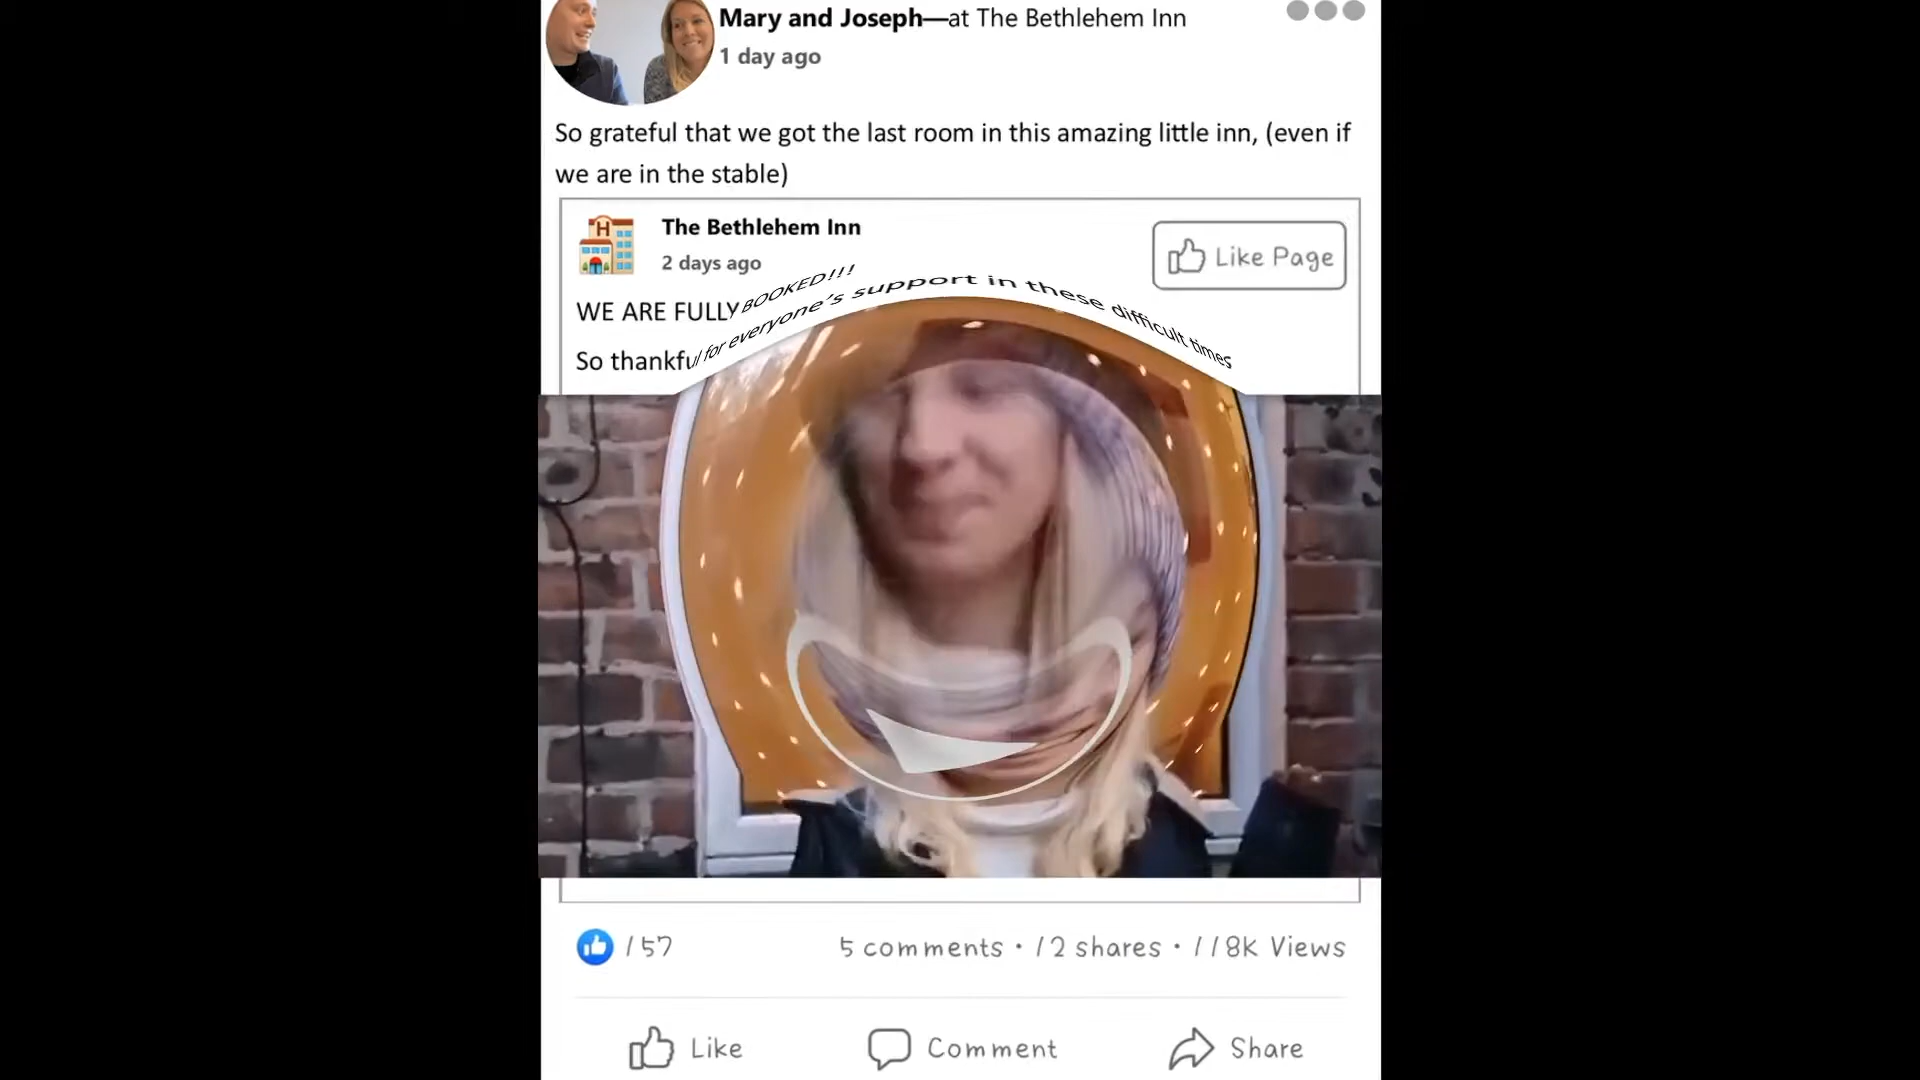 Mary and Joseph—at The Bethlehem Inn
1 day ago
So grateful that we got the last room in this amazing little inn, (even if
we are in the stable)
The Bethlehem Inn
2 days ago
Like Page
WE ARE FULLY BOOKED!!!
So thankful for everyone's support in these difficult times
157
5 comments • 12 shares • 118K Views
Like
Comment
Share